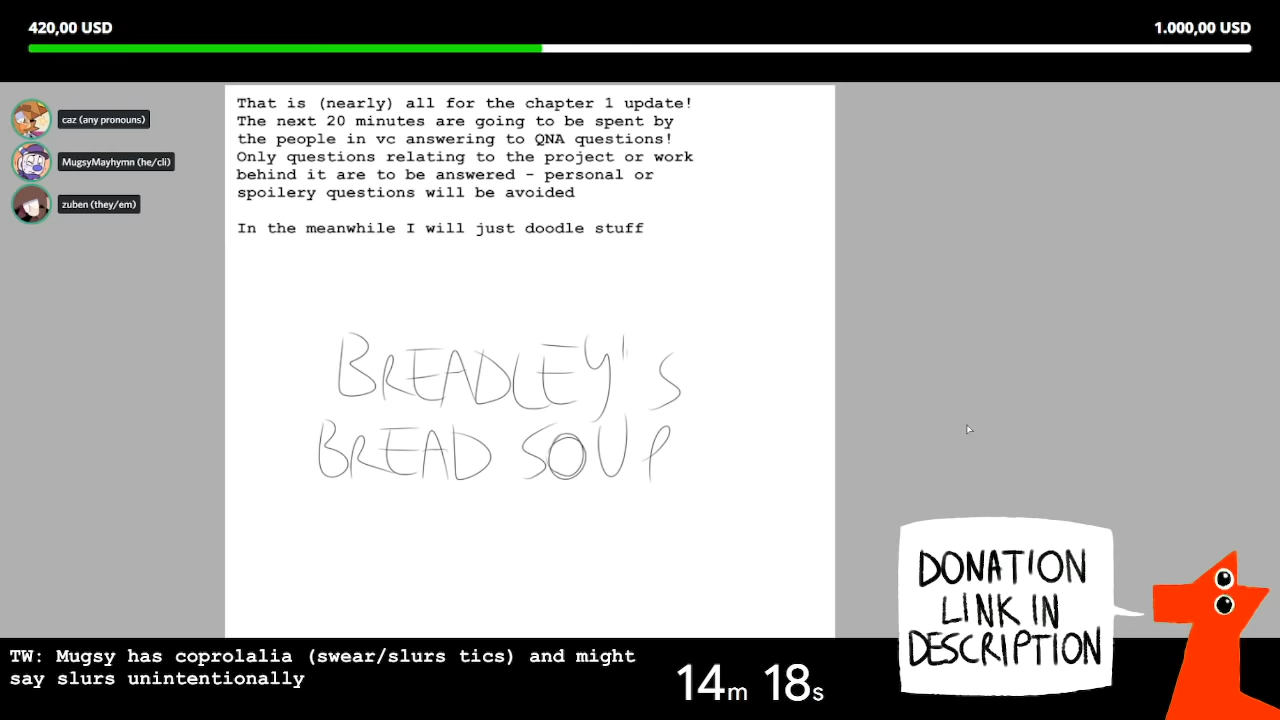 420,00 USD
1.000,00 USD
caz (any pronouns)
MugsyMayhymn (he/cli)
zuben (they/em)
That is (nearly) all for the chapter 1 update!
The next 20 minutes are going to be spent by
the people in vc answering to QNA questions!
Only questions relating to the project or work
behind it are to be answered - personal or
spoilery questions will be avoided
In the meanwhile I will just doodle stuff
BREADLEY'S
BREAD SOUP
DONATION
LINK IN
DESCRIPTION
TW: Mugsy has coprolalia (swear/slurs tics) and might
say slurs unintentionally
14m 18s